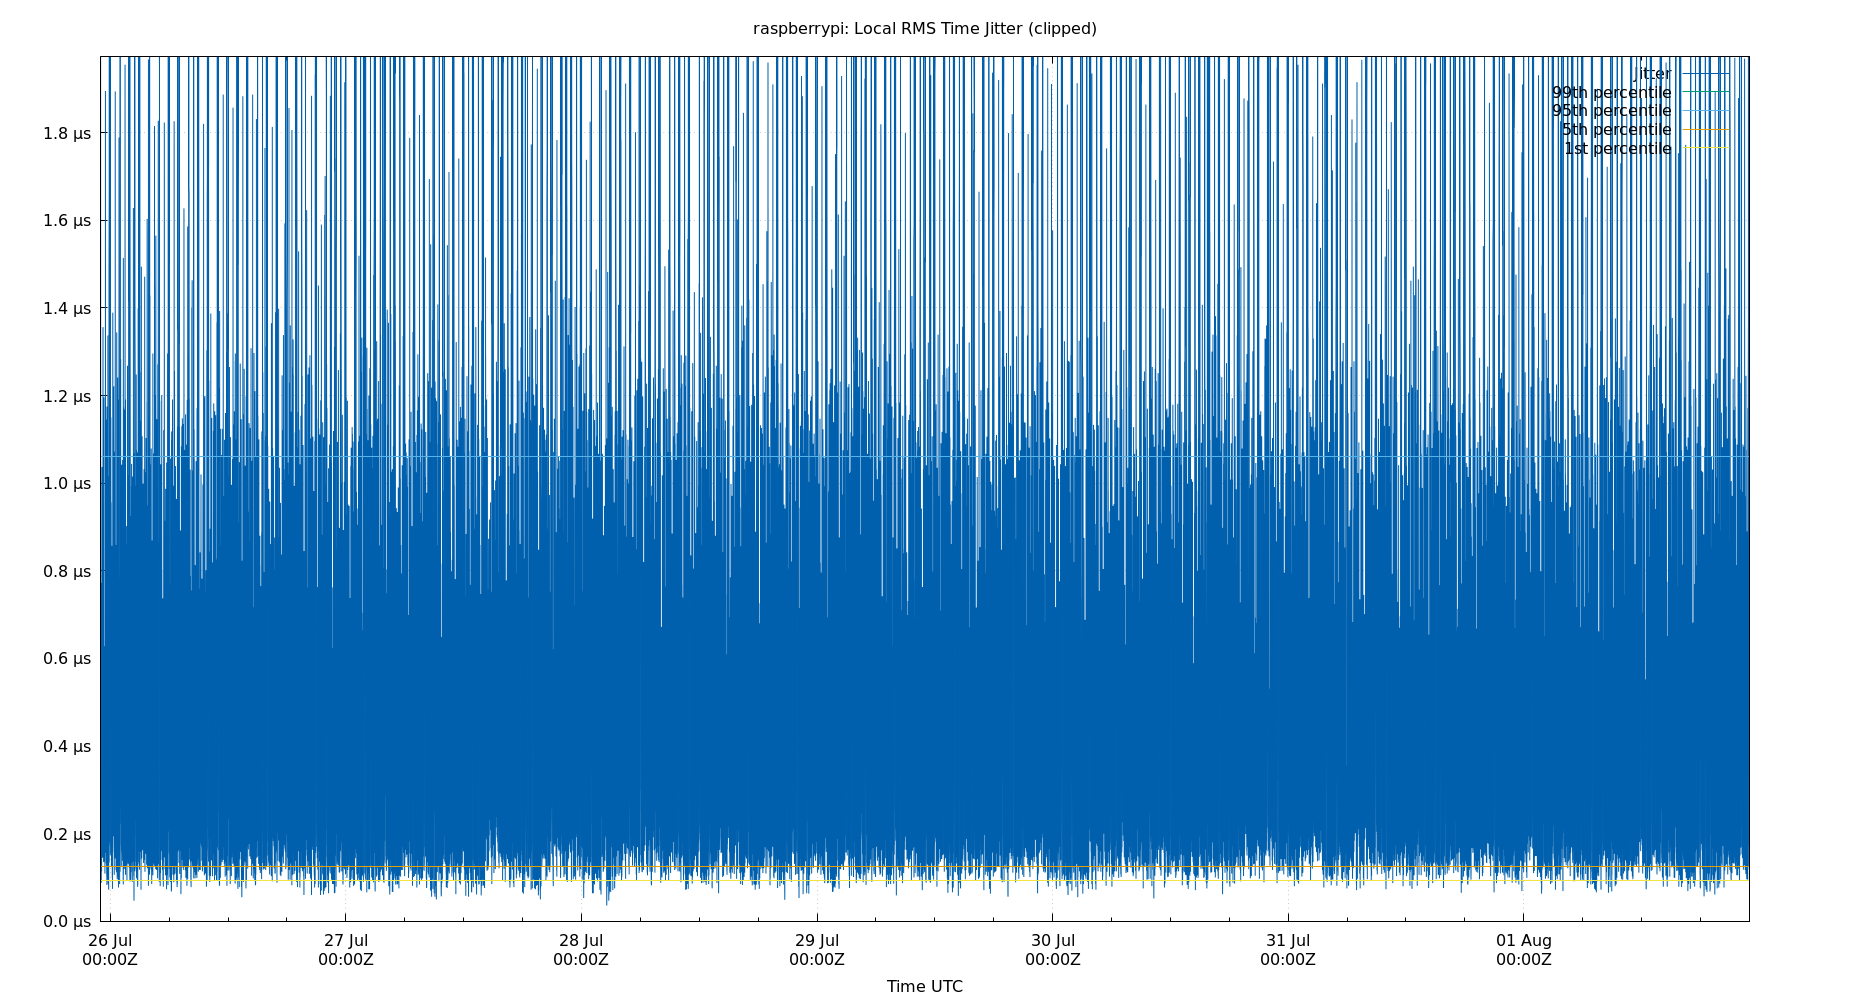 raspberrypi: Local RMS Time Jitter (clipped)
jitter
99th percentile
95th percentile
5th percentile
1st percentile
1.8 μs
1.6 μs
1.4 μs
1.2 μs
1.0 μs
0.8 μs
0.6 μs
0.4 μs
0.2 μs
0.0 μs
26 Jul 27 Jul 28 Jul 29 Jul 30 Jul 31 Jul 01 Aug
00:00Z 00:00Z 00:00Z 00:00Z 00:00Z 00:00Z 00:00Z
Time UTC